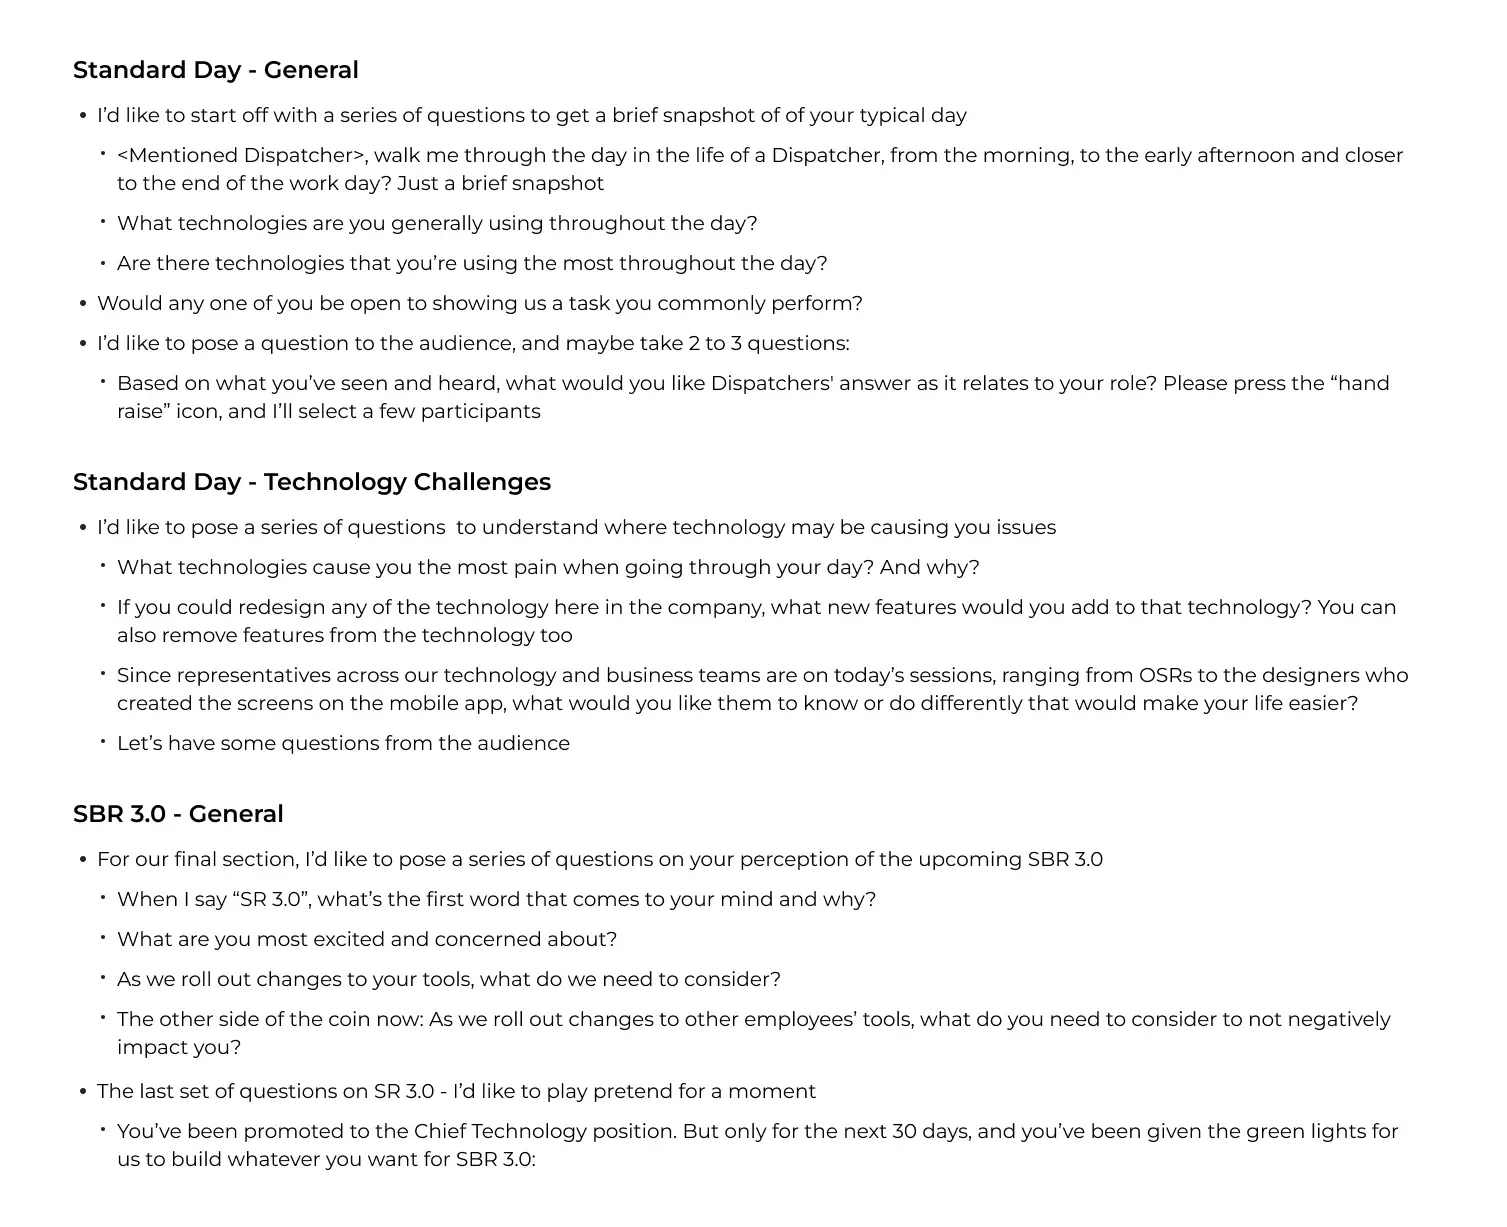 Standard Day - General
• I’d like to start off with a series of questions to get a brief snapshot of of your typical day
• <Mentioned Dispatcher>, walk me through the day in the life of a Dispatcher, from the morning, to the early afternoon and closer
to the end of the work day? Just a brief snapshot
• What technologies are you generally using throughout the day?
• Are there technologies that you’re using the most throughout the day?
• Would any one of you be open to showing us a task you commonly perform?
• I’d like to pose a question to the audience, and maybe take 2 to 3 questions:
• Based on what you’ve seen and heard, what would you like Dispatchers' answer as it relates to your role? Please press the “hand
raise” icon, and I’ll select a few participants
Standard Day - Technology Challenges
• I’d like to pose a series of questions  to understand where technology may be causing you issues
• What technologies cause you the most pain when going through your day? And why?
• If you could redesign any of the technology here in the company, what new features would you add to that technology? You can
also remove features from the technology too
• Since representatives across our technology and business teams are on today’s sessions, ranging from OSRs to the designers who
created the screens on the mobile app, what would you like them to know or do differently that would make your life easier?
• Let’s have some questions from the audience
SBR 3.0 - General
• For our final section, I’d like to pose a series of questions on your perception of the upcoming SBR 3.0
• When I say “SR 3.0”, what’s the first word that comes to your mind and why?
• What are you most excited and concerned about?
• As we roll out changes to your tools, what do we need to consider?
• The other side of the coin now: As we roll out changes to other employees’ tools, what do you need to consider to not negatively
impact you?
• The last set of questions on SR 3.0 - I’d like to play pretend for a moment
• You’ve been promoted to the Chief Technology position. But only for the next 30 days, and you’ve been given the green lights for
us to build whatever you want for SBR 3.0: